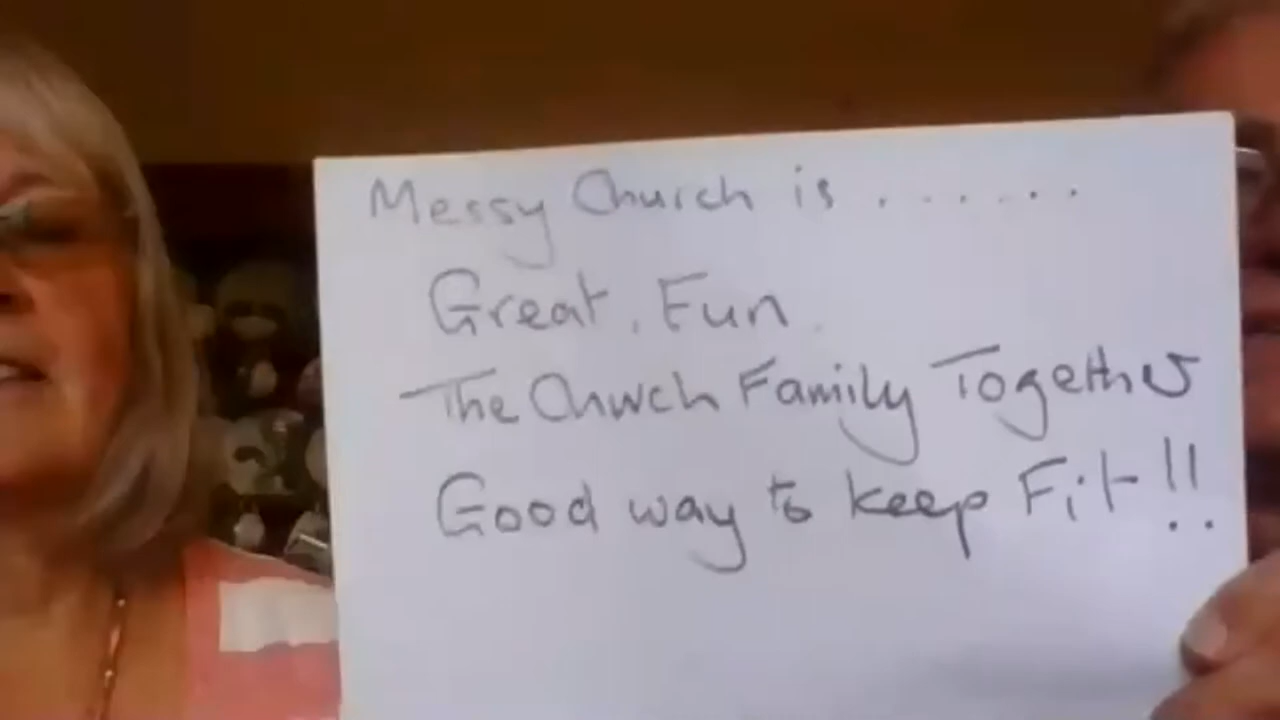 Messy Church is .......
Great. Fun.
The Church Family Together
Good way to keep Fit!!